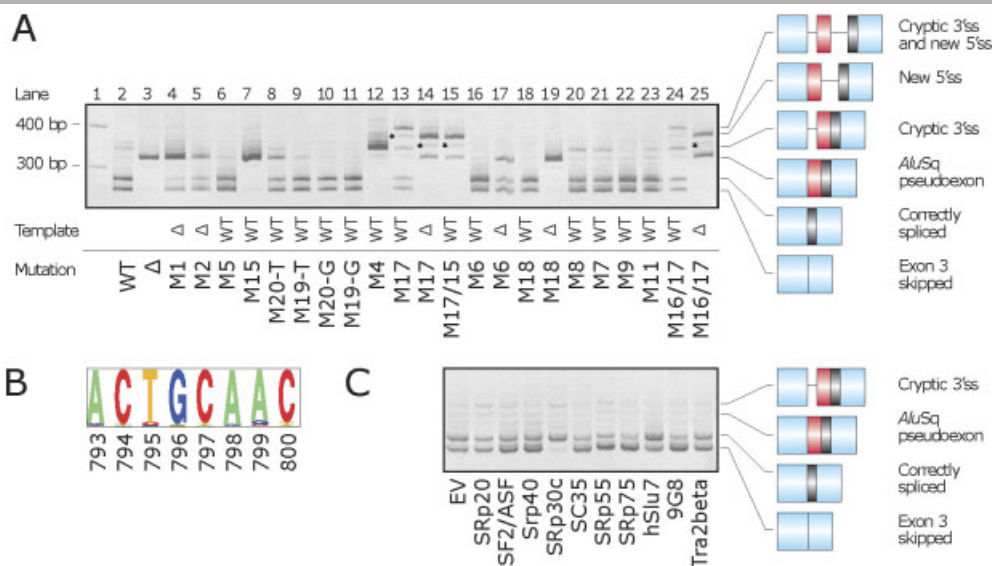 A
Lane 1 2 3 4 5 6 7 8 9 10 11 12 13 14 15 16 17 18 19 20 21 22 23 24 25
400 bp
300 bp
Template Δ Δ WT WT WT WT WT WT WT WT Δ WT WT Δ WT Δ WT WT WT WT WT Δ
Mutation WT Δ M1 M2 M5 M15 M20-T M19-T M20-G M19-G M4 M17 M17 M17/15 M6 M6 M18 M18 M8 M7 M9 M11 M16/17 M16/17
Cryptic 3'ss
and new 5'ss
New 5'ss
Cryptic 3'ss
AluSq
pseudoexon
Correctly
spliced
Exon 3
skipped
B
ACTGCAAC
793 794 795 796 797 798 799 800
C
EV SRp20 SF2/ASF Srp40 SRp30c SC35 SRp55 SRp75 hSlu7 9G8 Tra2beta
Cryptic 3'ss
AluSq
pseudoexon
Correctly
spliced
Exon 3
skipped